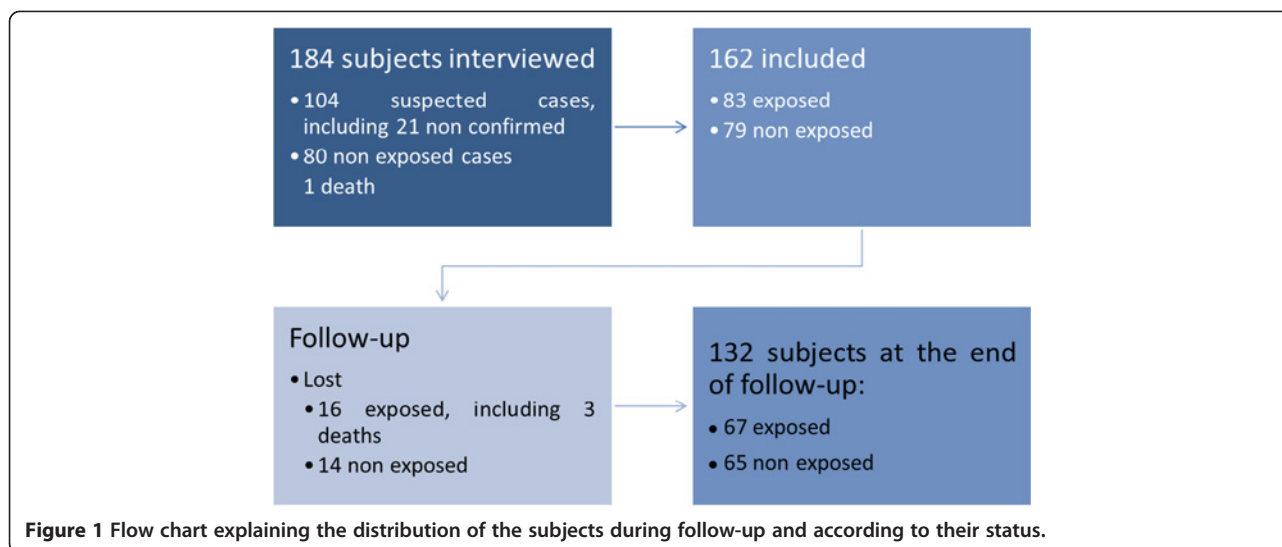 184 subjects interviewed
• 104 suspected cases,
including 21 non confirmed
• 80 non exposed cases
1 death
162 included
• 83 exposed
• 79 non exposed
Follow-up
• Lost
• 16 exposed, including 3
deaths
• 14 non exposed
132 subjects at the end
of follow-up:
• 67 exposed
• 65 non exposed
Figure 1 Flow chart explaining the distribution of the subjects during follow-up and according to their status.